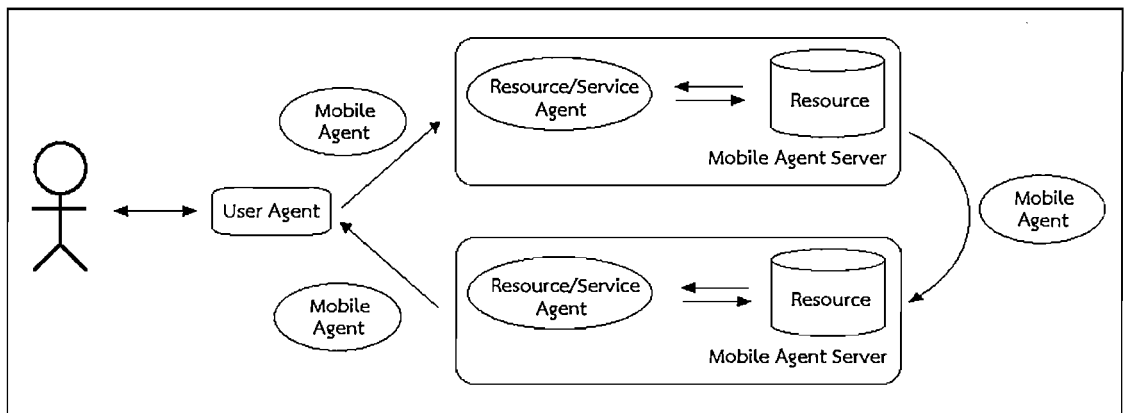 Mobile
Agent
Resource/Service
Agent
Resource
Mobile Agent Server
User Agent
Mobile
Agent
Mobile
Agent
Resource/Service
Agent
Resource
Mobile Agent Server